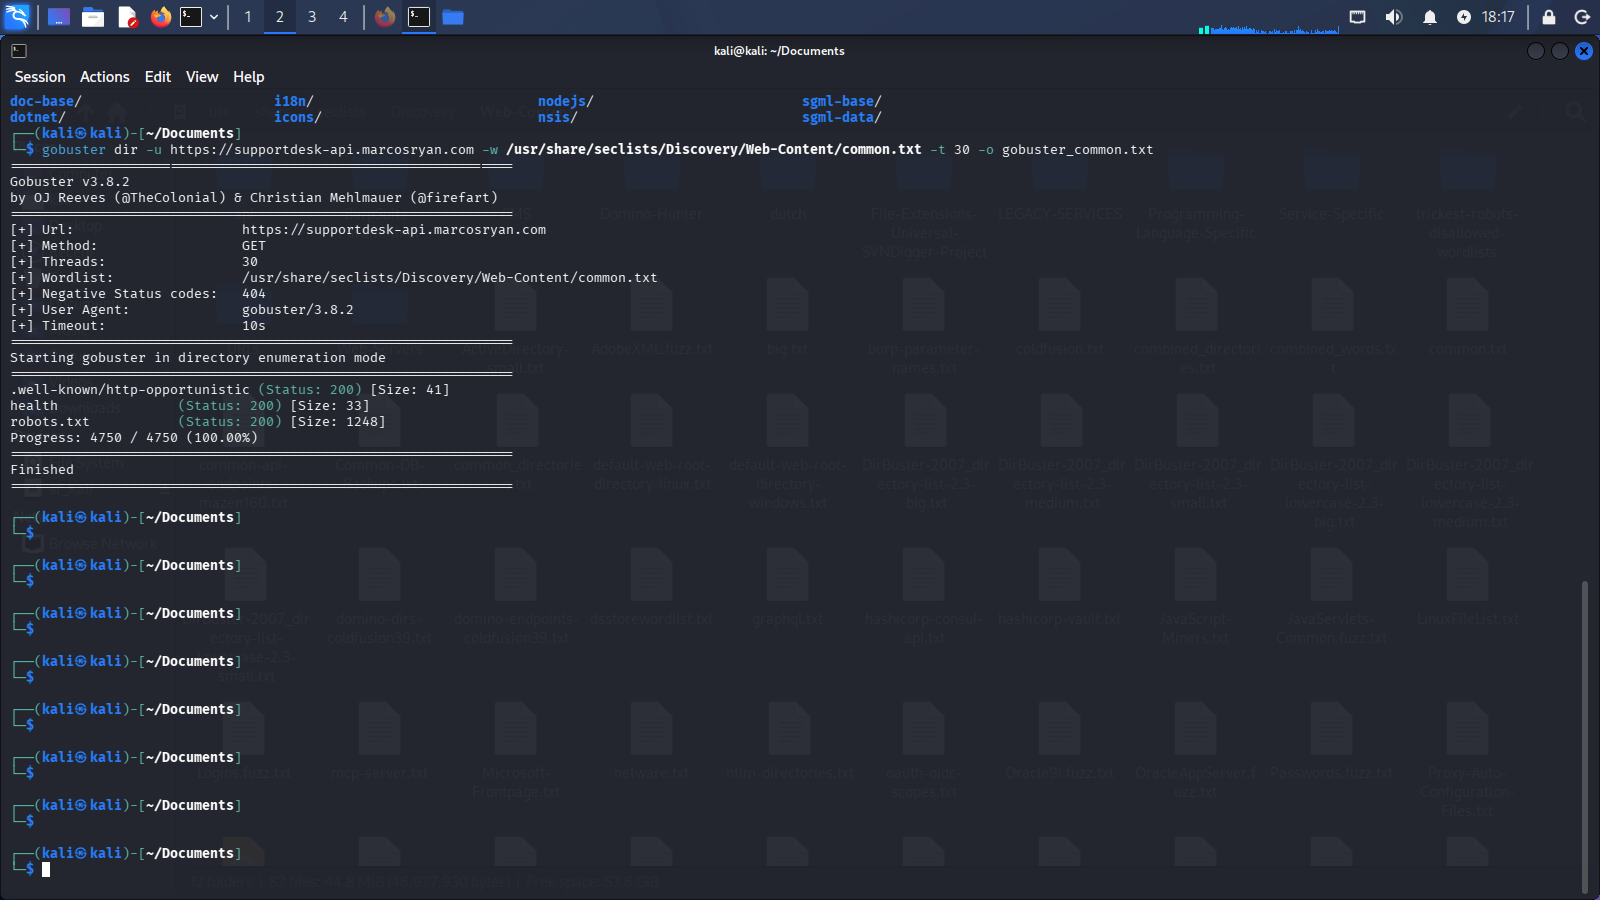 1 2 3 4 18:17
kali@kali: ~/Documents
Session Actions Edit View Help
doc-base/ i18n/ nodejs/ sgml-base/
dotnet/ icons/ nsis/ sgml-data/
┌──(kali㉿kali)-[~/Documents]
└─$ gobuster dir -u https://supportdesk-api.marcosryan.com -w /usr/share/seclists/Discovery/Web-Content/common.txt -t 30 -o gobuster_common.txt
===============================================================
Gobuster v3.8.2
by OJ Reeves (@TheColonial) & Christian Mehlmauer (@firefart)
===============================================================
[+] Url: https://supportdesk-api.marcosryan.com
[+] Method: GET
[+] Threads: 30
[+] Wordlist: /usr/share/seclists/Discovery/Web-Content/common.txt
[+] Negative Status codes: 404
[+] User Agent: gobuster/3.8.2
[+] Timeout: 10s
===============================================================
Starting gobuster in directory enumeration mode
===============================================================
.well-known/http-opportunistic (Status: 200) [Size: 41]
health (Status: 200) [Size: 33]
robots.txt (Status: 200) [Size: 1248]
Progress: 4750 / 4750 (100.00%)
===============================================================
Finished
===============================================================
┌──(kali㉿kali)-[~/Documents]
└─$
┌──(kali㉿kali)-[~/Documents]
└─$
┌──(kali㉿kali)-[~/Documents]
└─$
┌──(kali㉿kali)-[~/Documents]
└─$
┌──(kali㉿kali)-[~/Documents]
└─$
┌──(kali㉿kali)-[~/Documents]
└─$
┌──(kali㉿kali)-[~/Documents]
└─$
┌──(kali㉿kali)-[~/Documents]
└─$